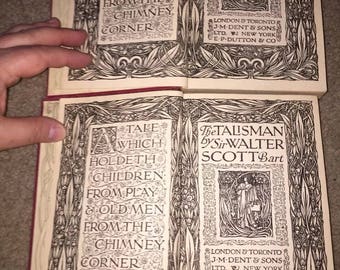 FROM THE
CHIMNEY
CORNER
LONDON & TORONTO
J·M·DENT & SONS
LTD. NEW YORK
E·P·DUTTON & CO
A TALE
WHICH
HOLDETH
CHILDREN
FROM PLAY
& OLD MEN
FROM THE
CHIMNEY
CORNER
The TALISMAN
by Sir WALTER
SCOTT Bart
LONDON & TORONTO
J·M·DENT & SONS
LTD. NEW YORK